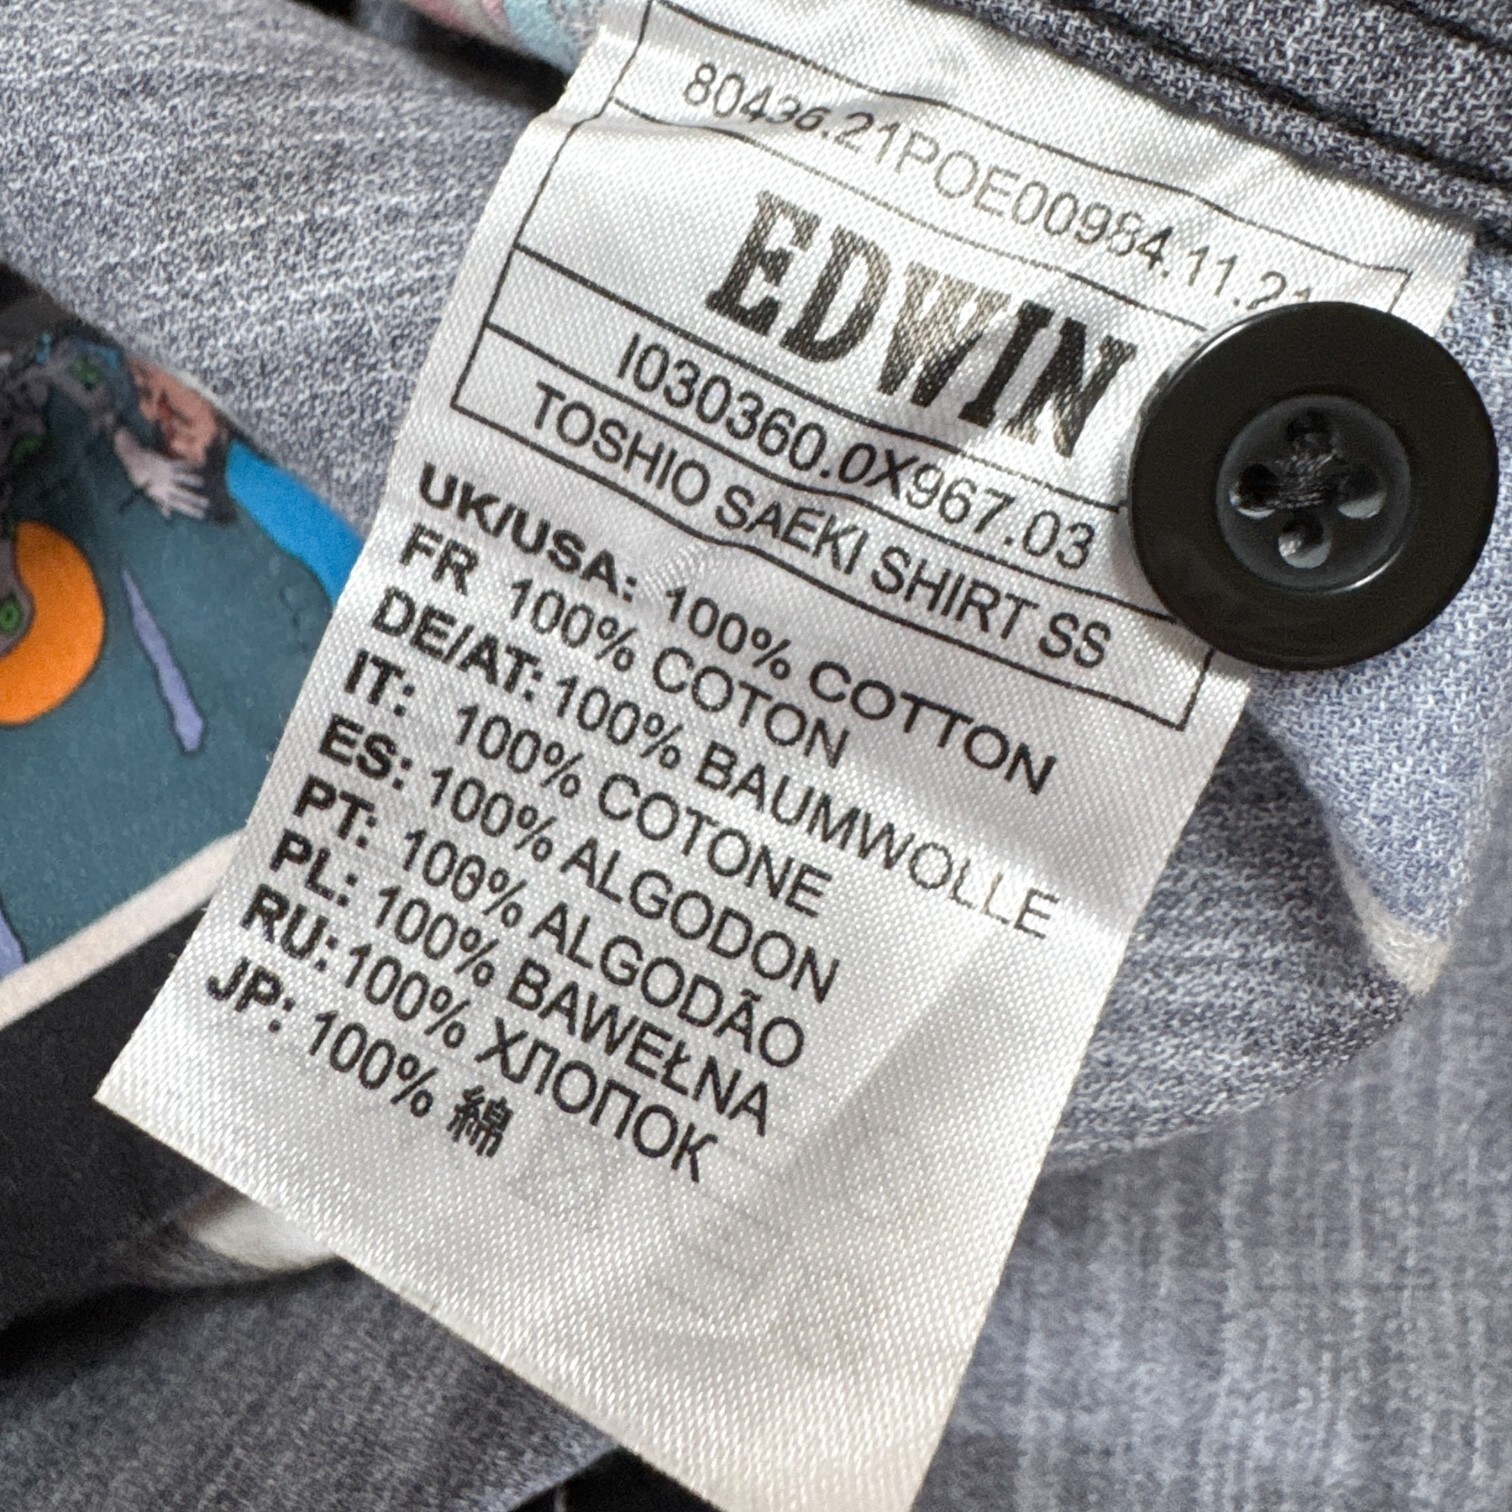 80436.21POE00984.11.21
EDWIN
I030360.0X967.03
TOSHIO SAEKI SHIRT SS
UK/USA: 100% COTTON
FR 100% COTON
DE/AT: 100% BAUMWOLLE
IT: 100% COTONE
ES: 100% ALGODON
PT: 100% ALGODÃO
PL: 100% BAWEŁNA
RU: 100% ХЛОПОК
JP: 100% 綿